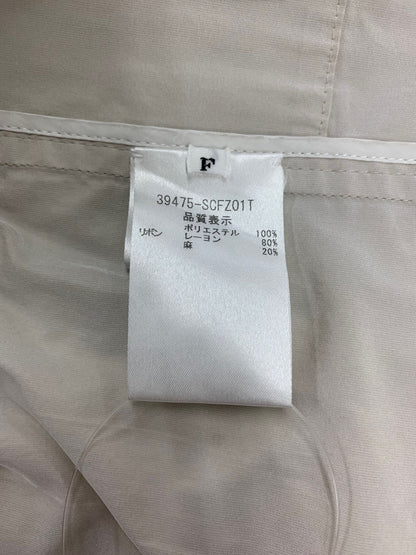 F
39475-SCFZ01T
品質表示
ポリエステル 100%
リボン レーヨン 80%
麻 20%